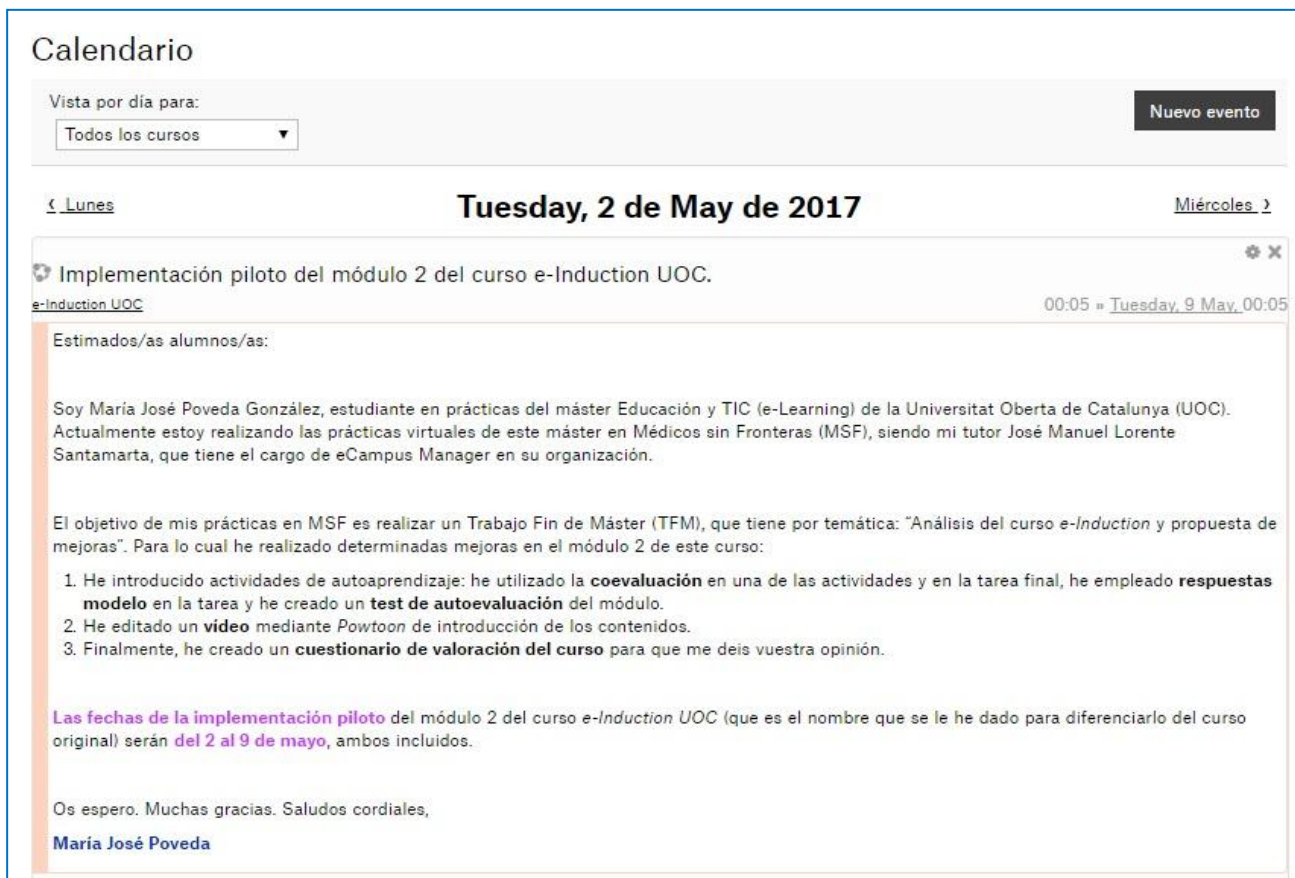 Calendario
Vista por día para:
Todos los cursos
Nuevo evento
‹ Lunes
Tuesday, 2 de May de 2017
Miércoles ›
Implementación piloto del módulo 2 del curso e-Induction UOC.
e-Induction UOC
00:05 » Tuesday, 9 May, 00:05
Estimados/as alumnos/as:
Soy María José Poveda González, estudiante en prácticas del máster Educación y TIC (e-Learning) de la Universitat Oberta de Catalunya (UOC).
Actualmente estoy realizando las prácticas virtuales de este máster en Médicos sin Fronteras (MSF), siendo mi tutor José Manuel Lorente
Santamarta, que tiene el cargo de eCampus Manager en su organización.
El objetivo de mis prácticas en MSF es realizar un Trabajo Fin de Máster (TFM), que tiene por temática: “Análisis del curso e-Induction y propuesta de
mejoras”. Para lo cual he realizado determinadas mejoras en el módulo 2 de este curso:
1. He introducido actividades de autoaprendizaje: he utilizado la coevaluación en una de las actividades y en la tarea final, he empleado respuestas
modelo en la tarea y he creado un test de autoevaluación del módulo.
2. He editado un vídeo mediante Powtoon de introducción de los contenidos.
3. Finalmente, he creado un cuestionario de valoración del curso para que me deis vuestra opinión.
Las fechas de la implementación piloto del módulo 2 del curso e-Induction UOC (que es el nombre que se le he dado para diferenciarlo del curso
original) serán del 2 al 9 de mayo, ambos incluidos.
Os espero. Muchas gracias. Saludos cordiales,
María José Poveda